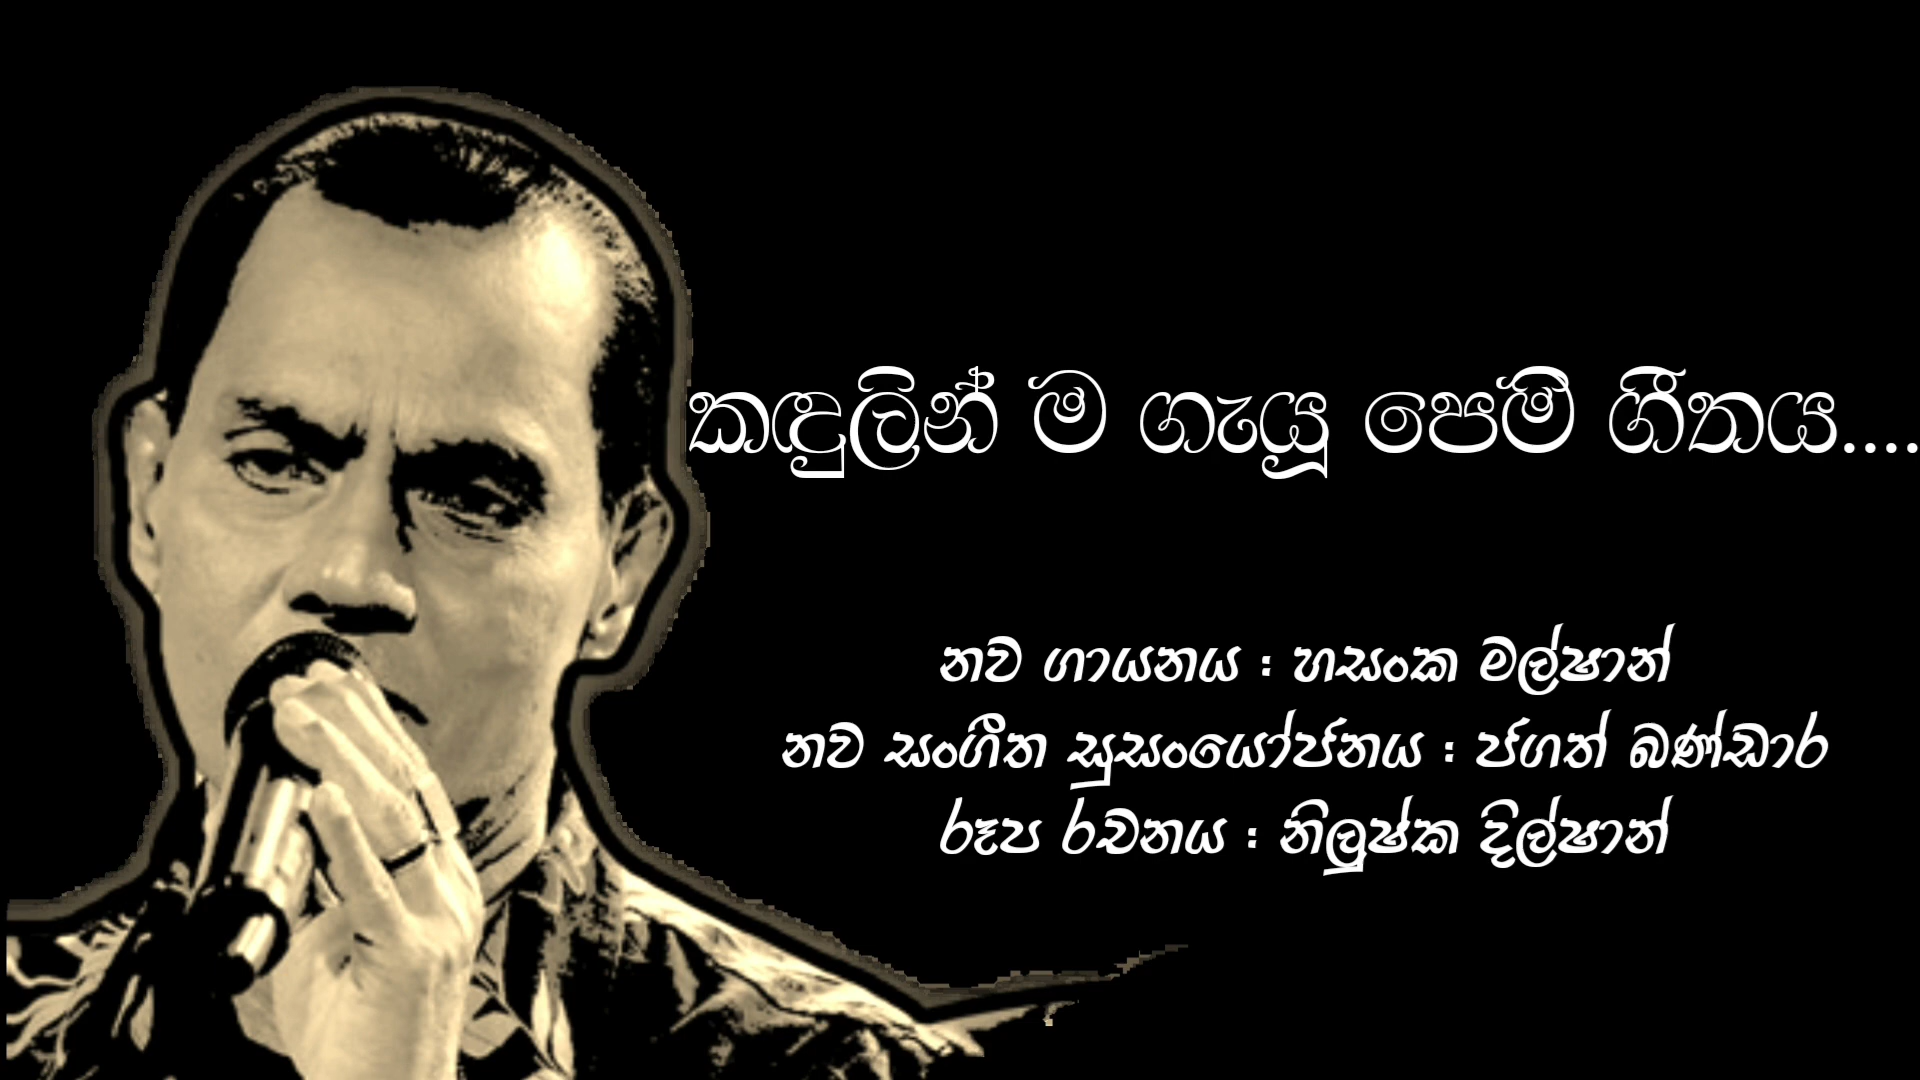 කඳුලින් ම ගැයූ පෙම් ගීතය....
නව ගායනය : හසංක මල්ෂාන්
නව සංගීත සුසංයෝජනය : ජගත් බණ්ඩාර
රූප රචනය : නිලුෂ්ක දිල්ෂාන්